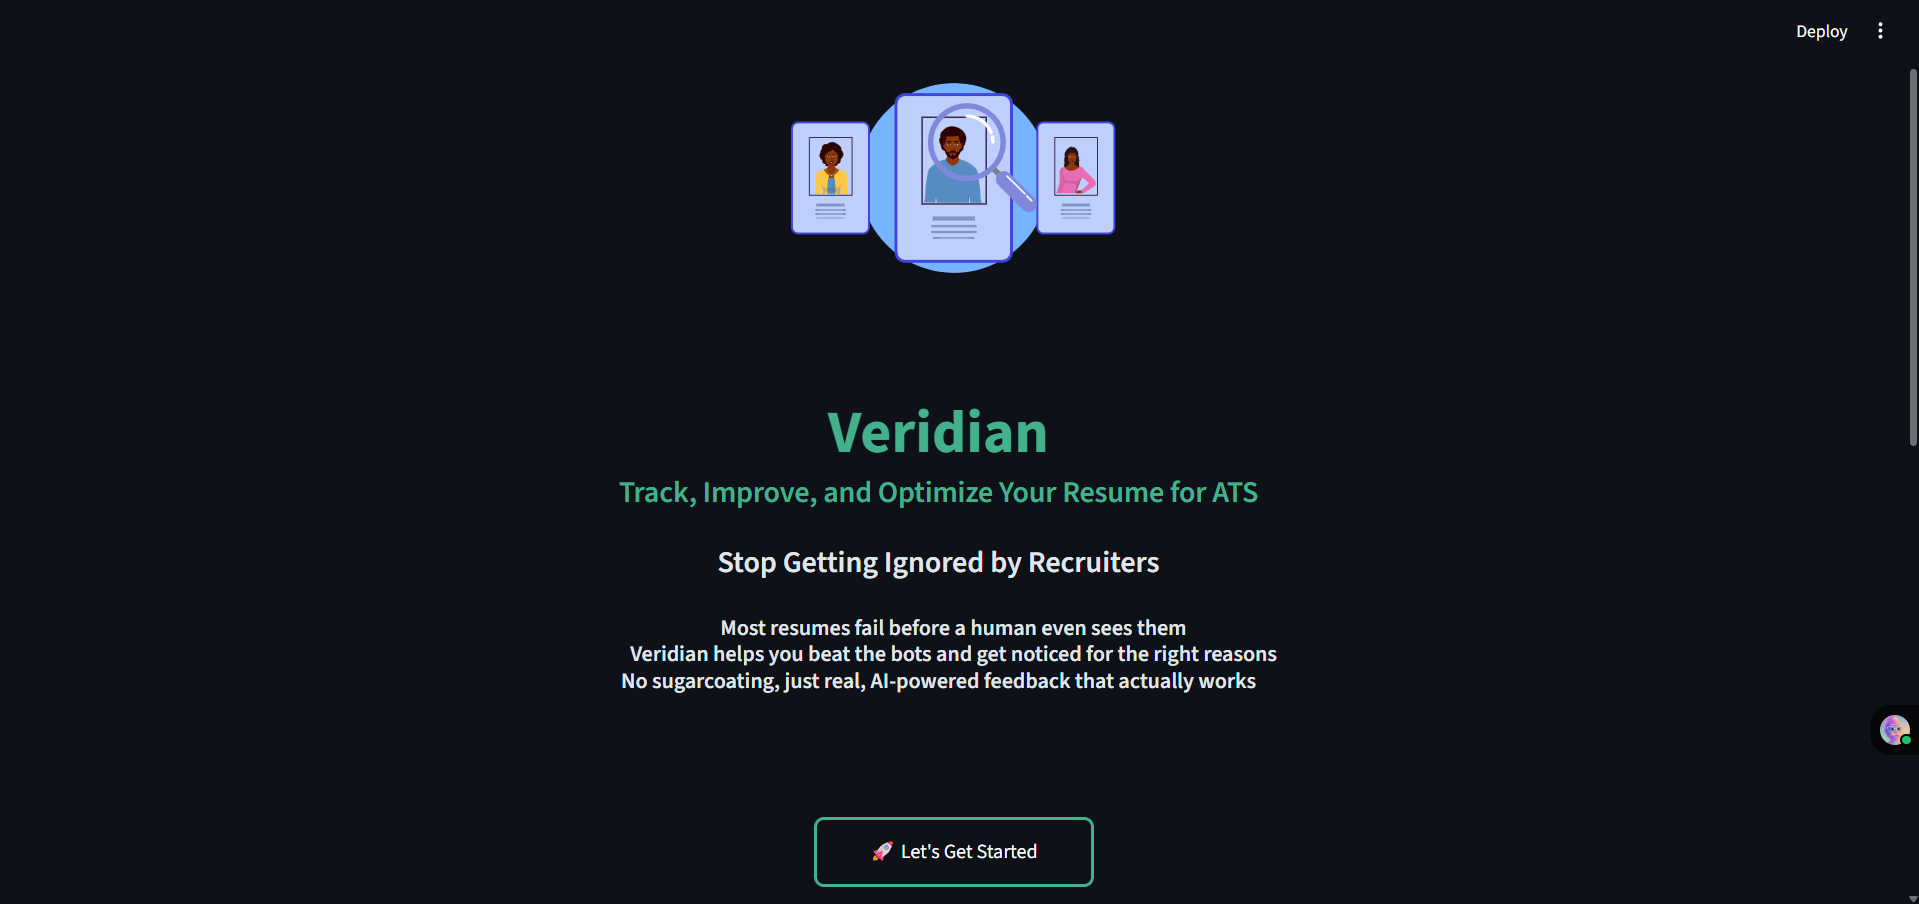 Deploy
Veridian
Track, Improve, and Optimize Your Resume for ATS
Stop Getting Ignored by Recruiters
Most resumes fail before a human even sees them
Veridian helps you beat the bots and get noticed for the right reasons
No sugarcoating, just real, AI-powered feedback that actually works
🚀 Let's Get Started